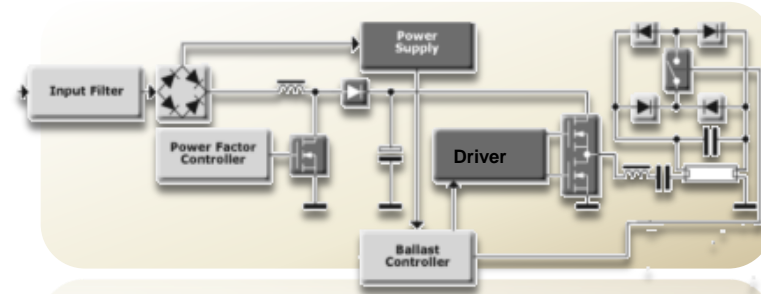 Power
Supply
Input Filter
Power Factor
Controller
Driver
Ballast
Controller